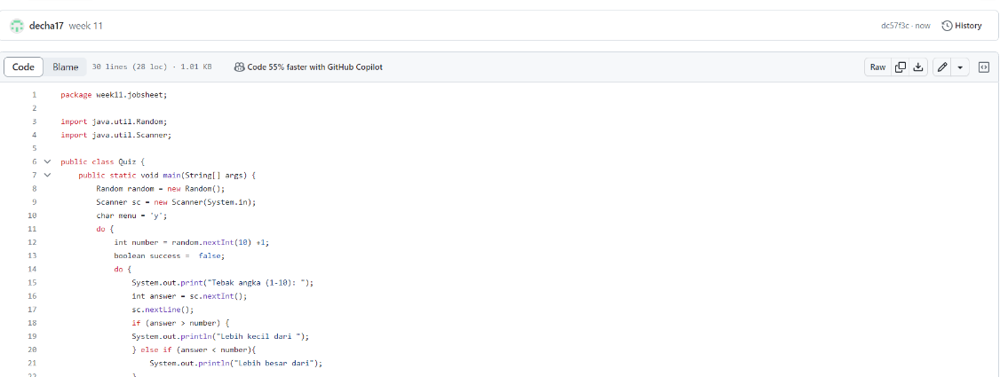 decha17 week 11 dc57f3c · now History
Code Blame 30 lines (28 loc) · 1.01 KB Code 55% faster with GitHub Copilot Raw
1 package week11.jobsheet;
2
3 import java.util.Random;
4 import java.util.Scanner;
5
6 public class Quiz {
7 public static void main(String[] args) {
8 Random random = new Random();
9 Scanner sc = new Scanner(System.in);
10 char menu = 'y';
11 do {
12 int number = random.nextInt(10) +1;
13 boolean success =  false;
14 do {
15 System.out.print("Tebak angka (1-10): ");
16 int answer = sc.nextInt();
17 sc.nextLine();
18 if (answer > number) {
19 System.out.println("Lebih kecil dari ");
20 } else if (answer < number){
21 System.out.println("Lebih besar dari");
22 }